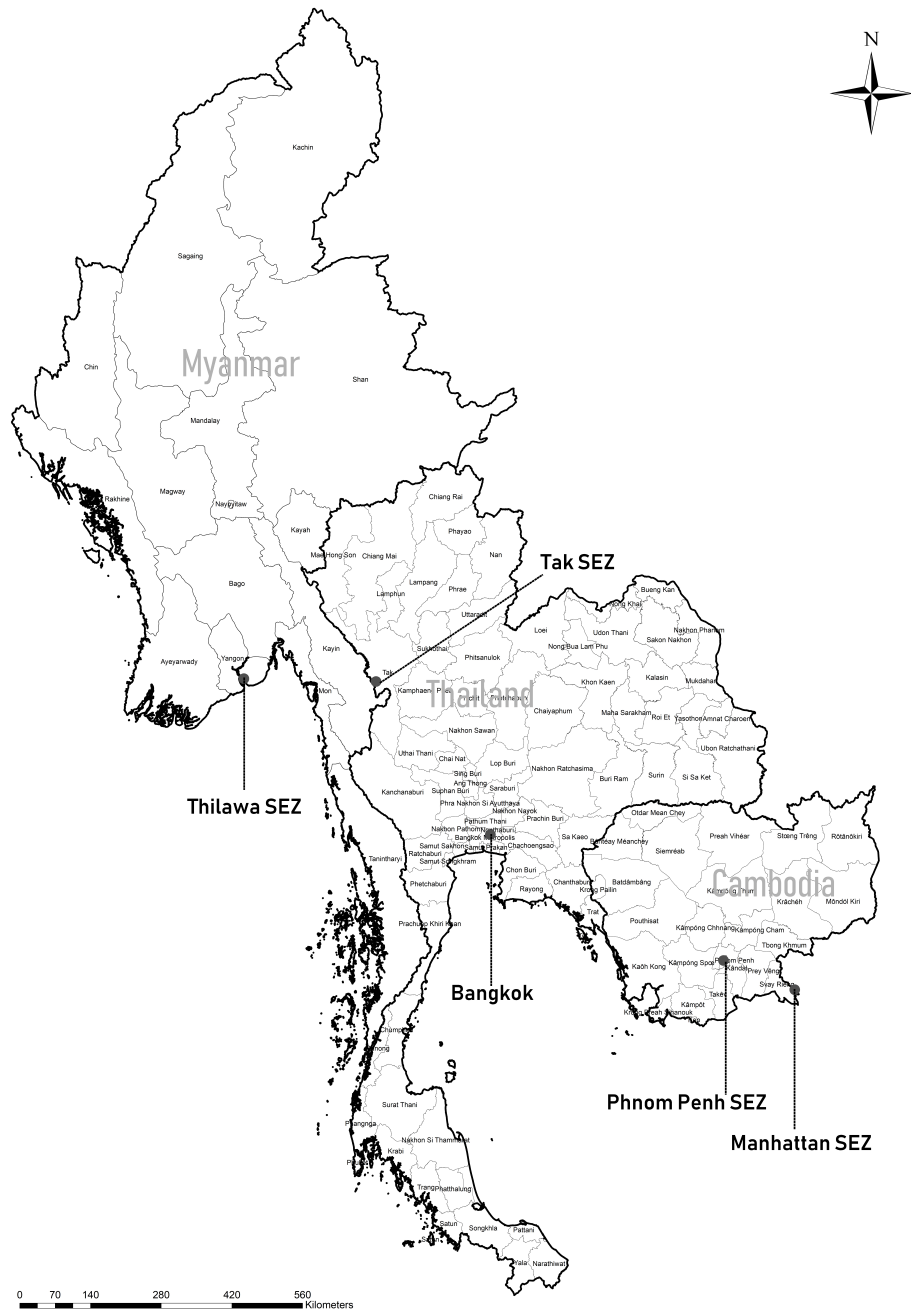 N
Kachin
Sagaing
Chin
Myanmar
Shan
Mandalay
Magway
Rakhine
Naypyitaw
Chiang Rai
Kayah
Phayao
Mae Hong Son
Chiang Mai
Nan
Tak SEZ
Bago
Lampang
Phrae
Lamphun
Bueng Kan
Nong Khai
Uttaradit
Loei
Udon Thani
Nakhon Phanom
Sakon Nakhon
Nong Bua Lam Phu
Kayin
Sukhothai
Phitsanulok
Ayeyarwady
Yangon
Tak
Khon Kaen
Kalasin
Mukdahan
Mon
Kamphaeng
Thailand
Chaiyaphum
Maha Sarakham
Roi Et
Yasothon
Amnat Charoen
Nakhon Sawan
Ubon Ratchathani
Uthai Thani
Chai Nat
Lop Buri
Nakhon Ratchasima
Sing Buri
Buri Ram
Surin
Si Sa Ket
Ang Thong
Kanchanaburi
Suphan Buri
Saraburi
Thilawa SEZ
Phra Nakhon Si Ayutthaya
Nakhon Nayok
Otdar Mean Chey
Pathum Thani
Prachin Buri
Nakhon Pathom
Nonthaburi
Bangkok Metropolis
Sa Kaeo
Preah Vihéar
Stœng Trêng
Rôtânôkiri
Banteay Méanchey
Samut Sakhon
Samut Prakan
Chachoengsao
Siemréab
Tanintharyi
Ratchaburi
Samut Songkhram
Chon Buri
Phetchaburi
Rayong
Chanthaburi
Krong Pailin
Batdâmbâng
Kâmpóng Thum
Cambodia
Krâchéh
Môndól Kiri
Trat
Prachuap Khiri Khan
Pouthisat
Kâmpóng Chhnang
Kâmpóng Cham
Tbong Khmum
Kaôh Kong
Kâmpóng Spœ
Phnom Penh
Kândal
Prey Vêng
Svay Rieng
Bangkok
Takêv
Kâmpôt
Krong Preah Sihanouk
Chumphon
Ranong
Phnom Penh SEZ
Surat Thani
Phangnga
Manhattan SEZ
Nakhon Si Thammarat
Krabi
Phuket
Trang
Phatthalung
Satun
Songkhla
Pattani
Satun
Yala
Narathiwat
0 70 140 280 420 560
Kilometers